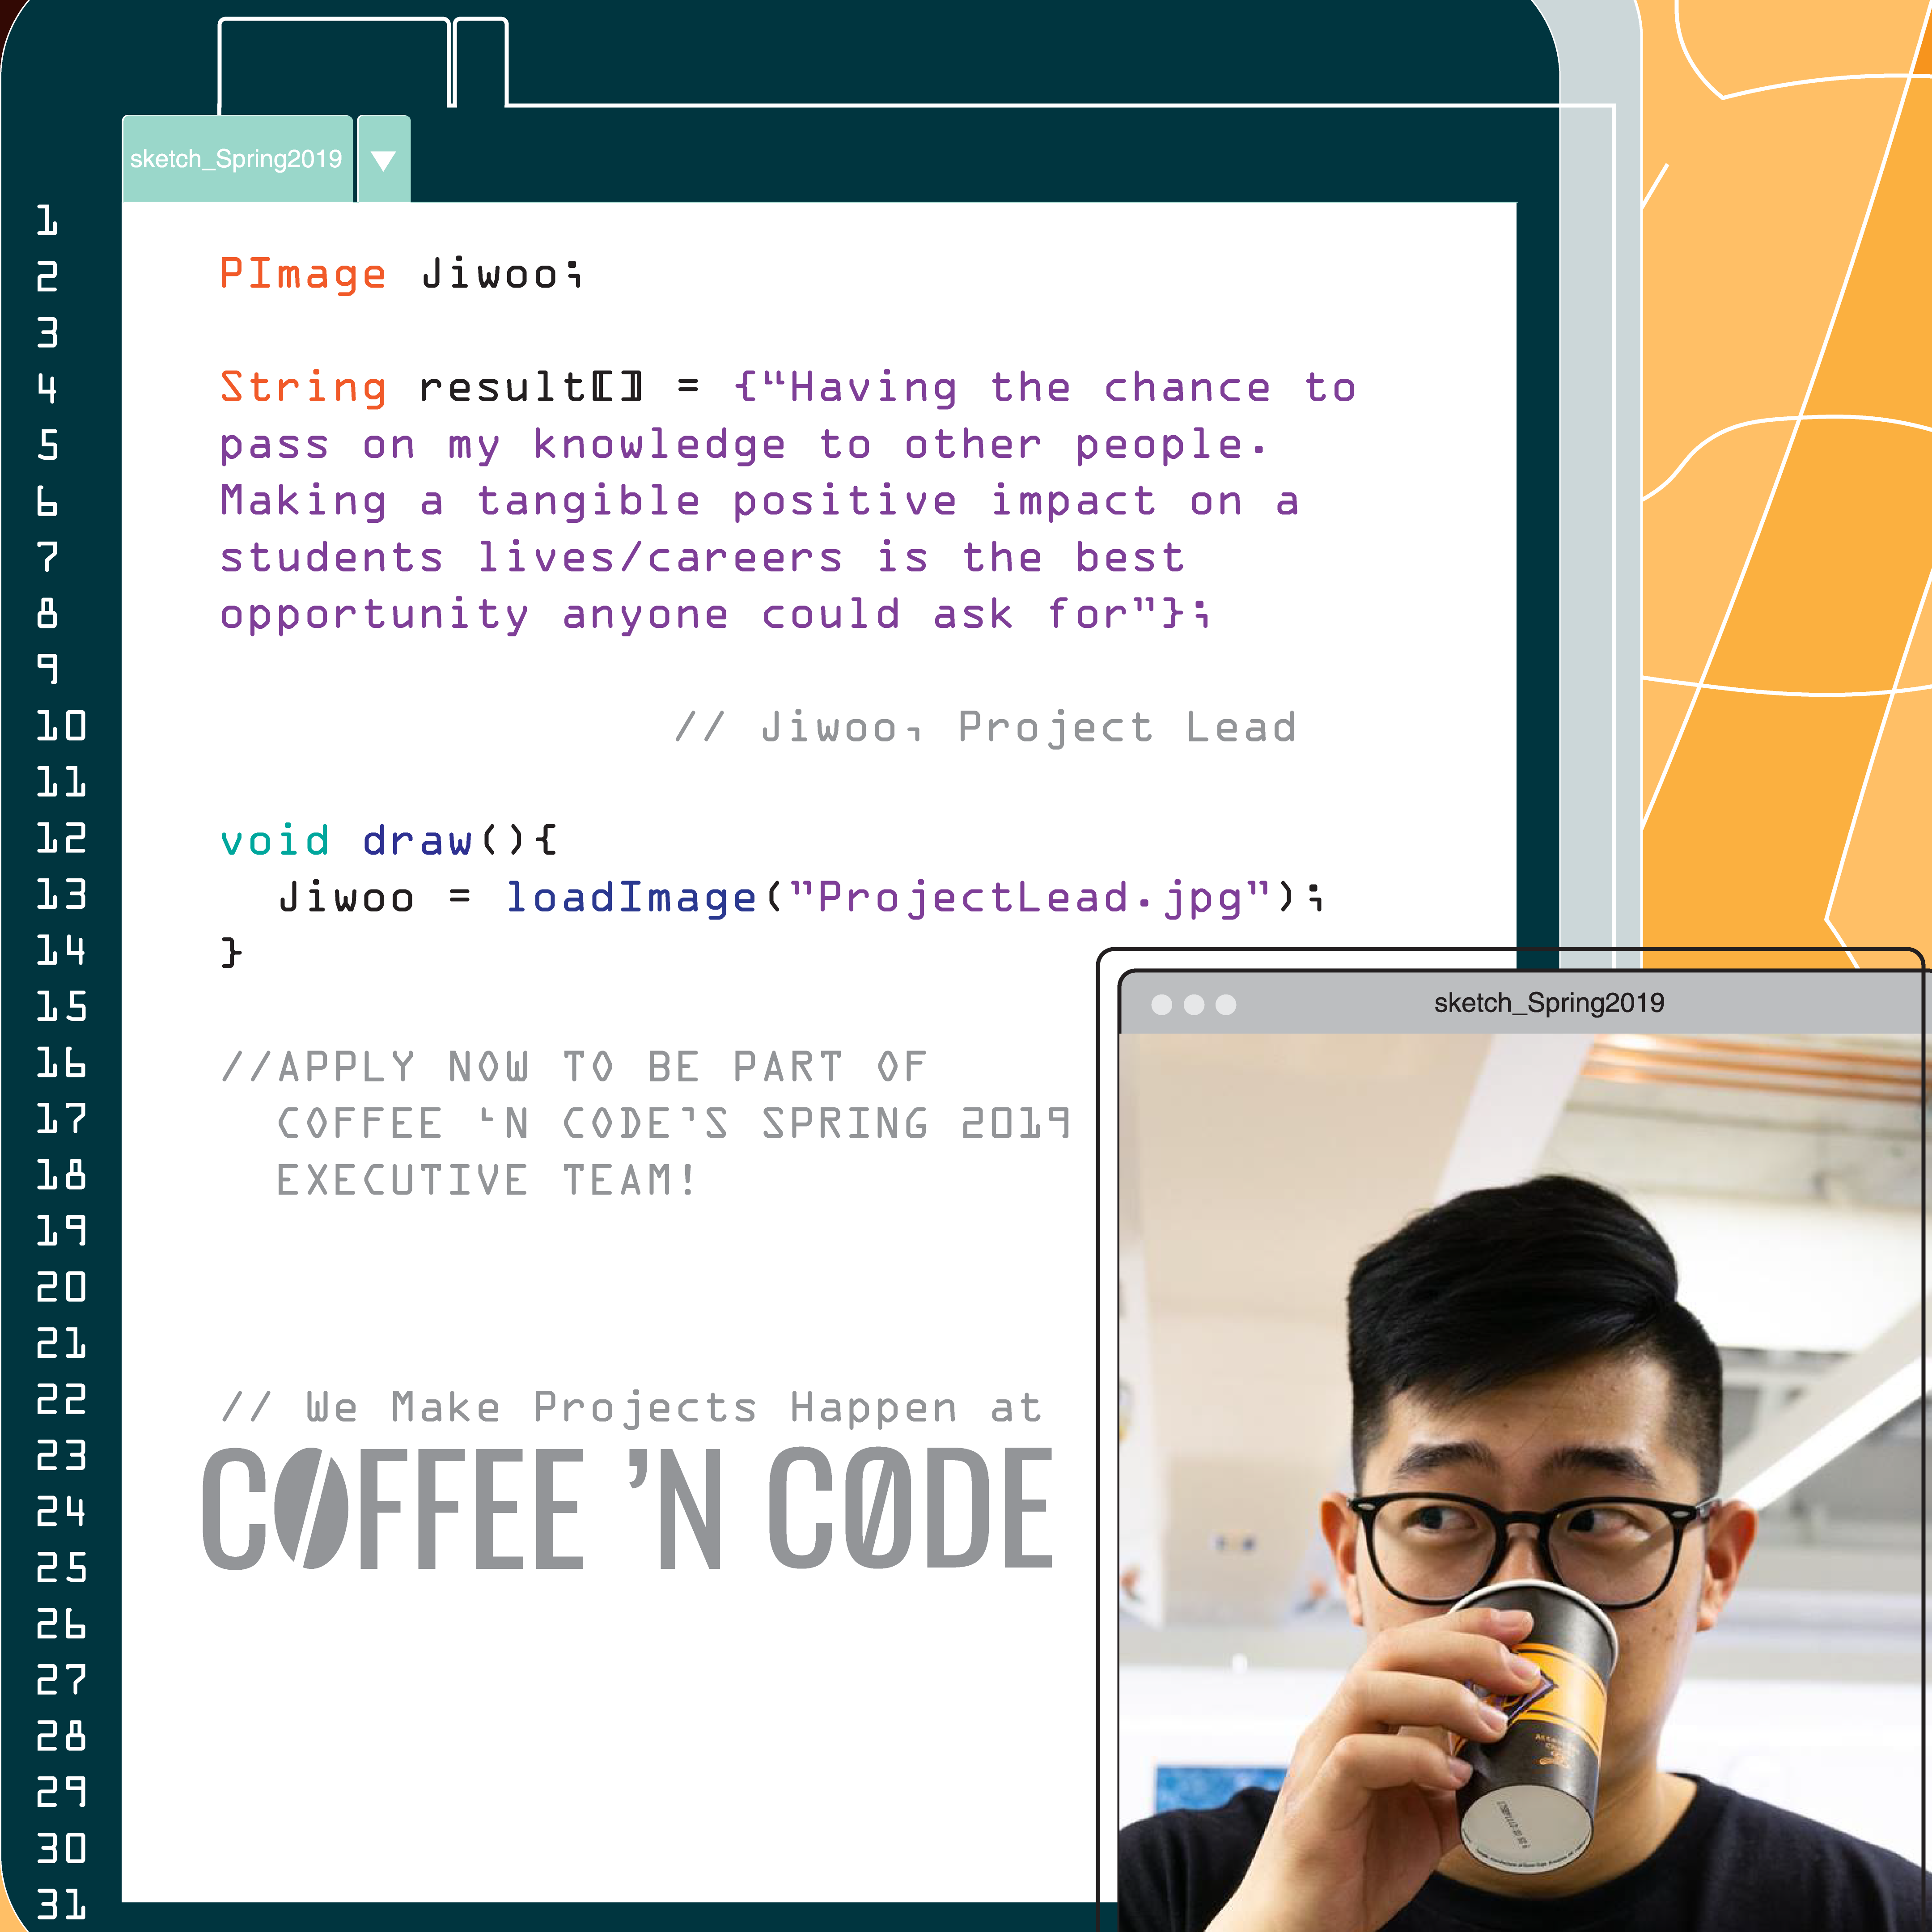 sketch_Spring2019
1
2
3
4
5
6
7
8
9
10
11
12
13
14
15
16
17
18
19
20
21
22
23
24
25
26
27
28
29
30
31
PImage Jiwoo;
String result[] = {“Having the chance to
pass on my knowledge to other people.
Making a tangible positive impact on a
students lives/careers is the best
opportunity anyone could ask for”};
// Jiwoo, Project Lead
void draw(){
Jiwoo = loadImage("ProjectLead.jpg");
}
//APPLY NOW TO BE PART OF
COFFEE ‘N CODE’S SPRING 2019
EXECUTIVE TEAM!
// We Make Projects Happen at
COFFEE ’N CODE
sketch_Spring2019